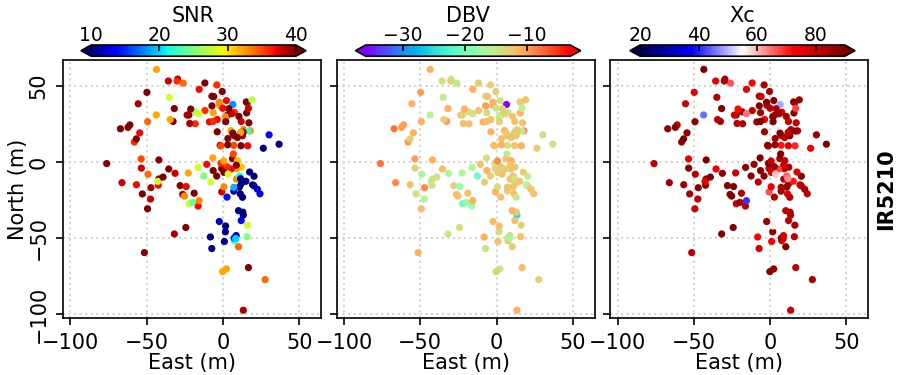 SNR DBV Xc
10 20 30 40 −30 −20 −10 20 40 60 80
50
0
−50
−100
North (m)
−100 −50 0 50 −100 −50 0 50 −100 −50 0 50
East (m) East (m) East (m)
IR5210